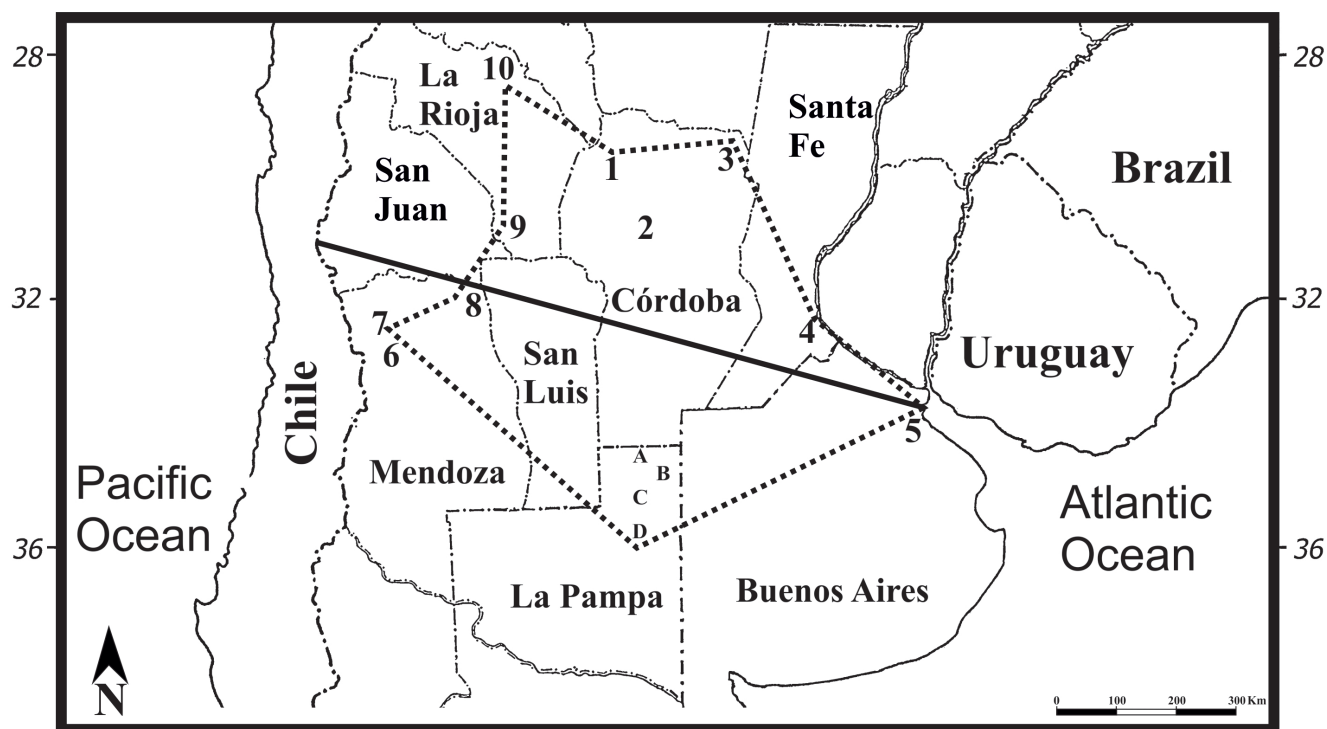 28
28
La
Rioja
10
Santa
Fe
San
Juan
1
3
Brazil
9
2
32
32
Córdoba
8
7
4
6
San
Luis
Uruguay
Chile
5
A
B
Mendoza
C
D
Pacific
Ocean
Atlantic
Ocean
36
36
La Pampa
Buenos Aires
N
0 100 200 300 Km